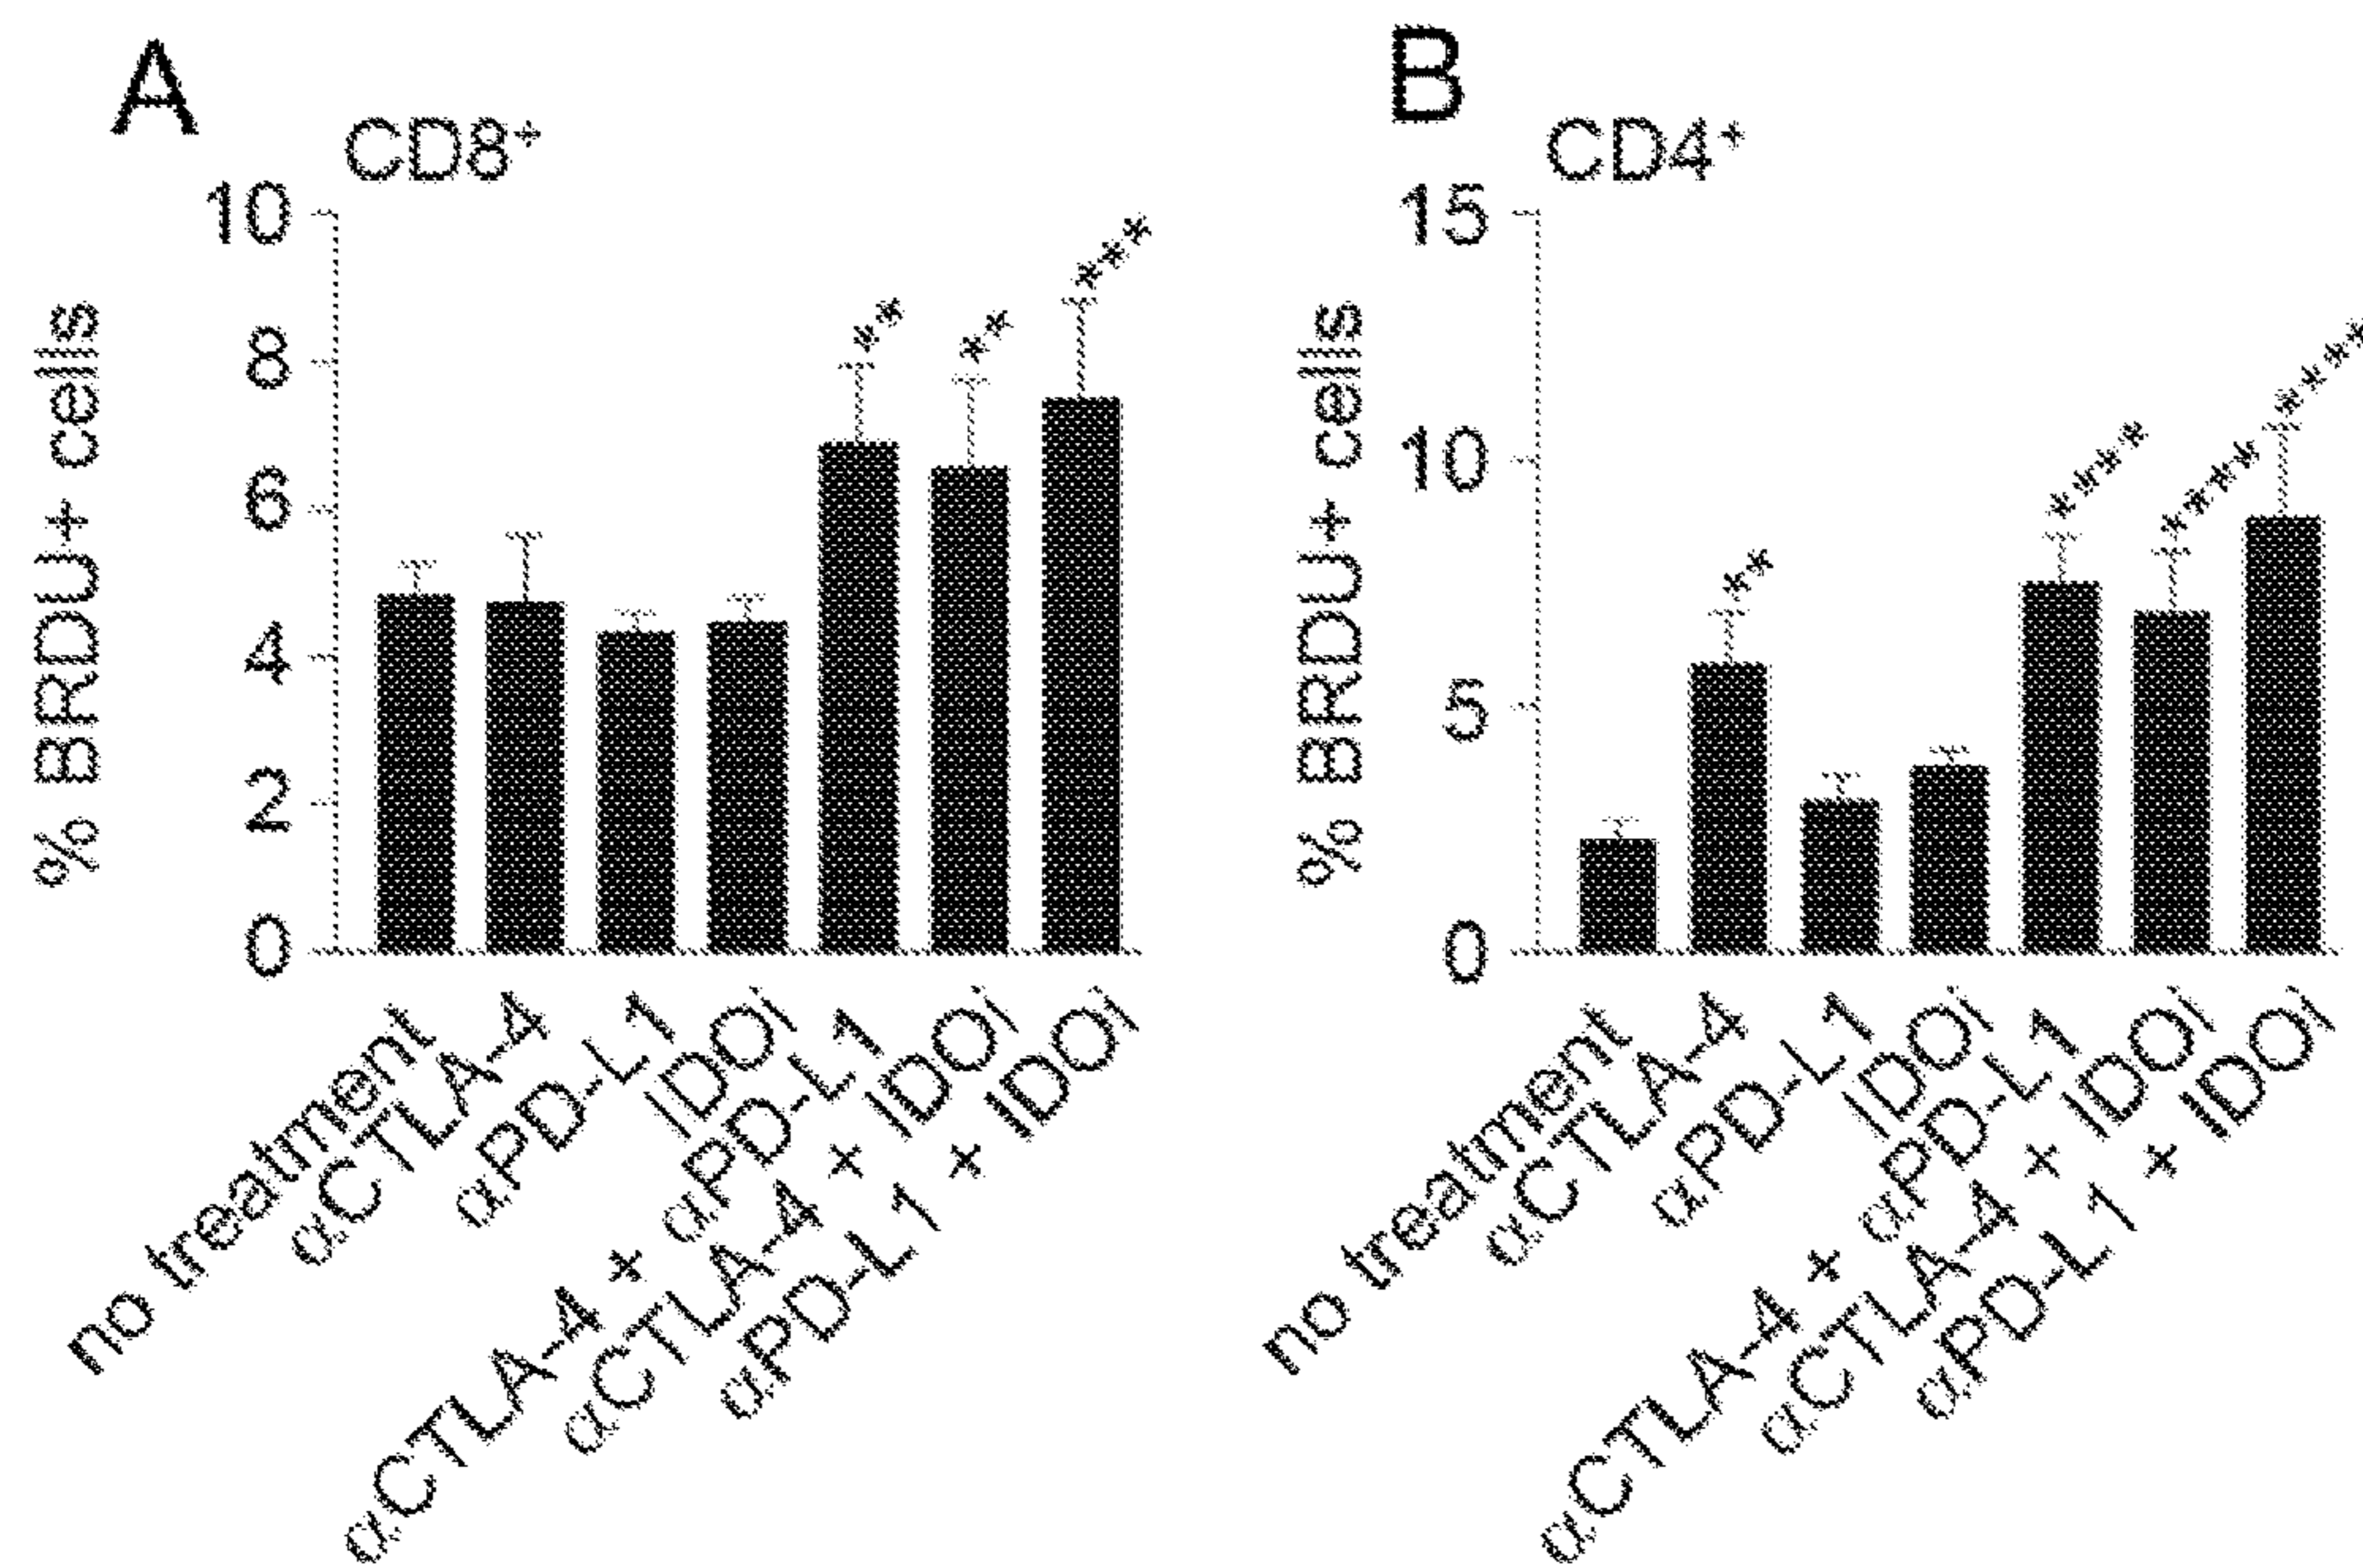 A
CD8⁺
% BRDU+ cells
10
8
6
4
2
0
**
**
***
no treatment
αCTLA-4
αPD-L1
IDOi
αCTLA-4 + αPD-L1
αCTLA-4 + IDOi
αPD-L1 + IDOi
B
CD4⁺
% BRDU+ cells
15
10
5
0
**
****
****
****
no treatment
αCTLA-4
αPD-L1
IDOi
αCTLA-4 + αPD-L1
αCTLA-4 + IDOi
αPD-L1 + IDOi